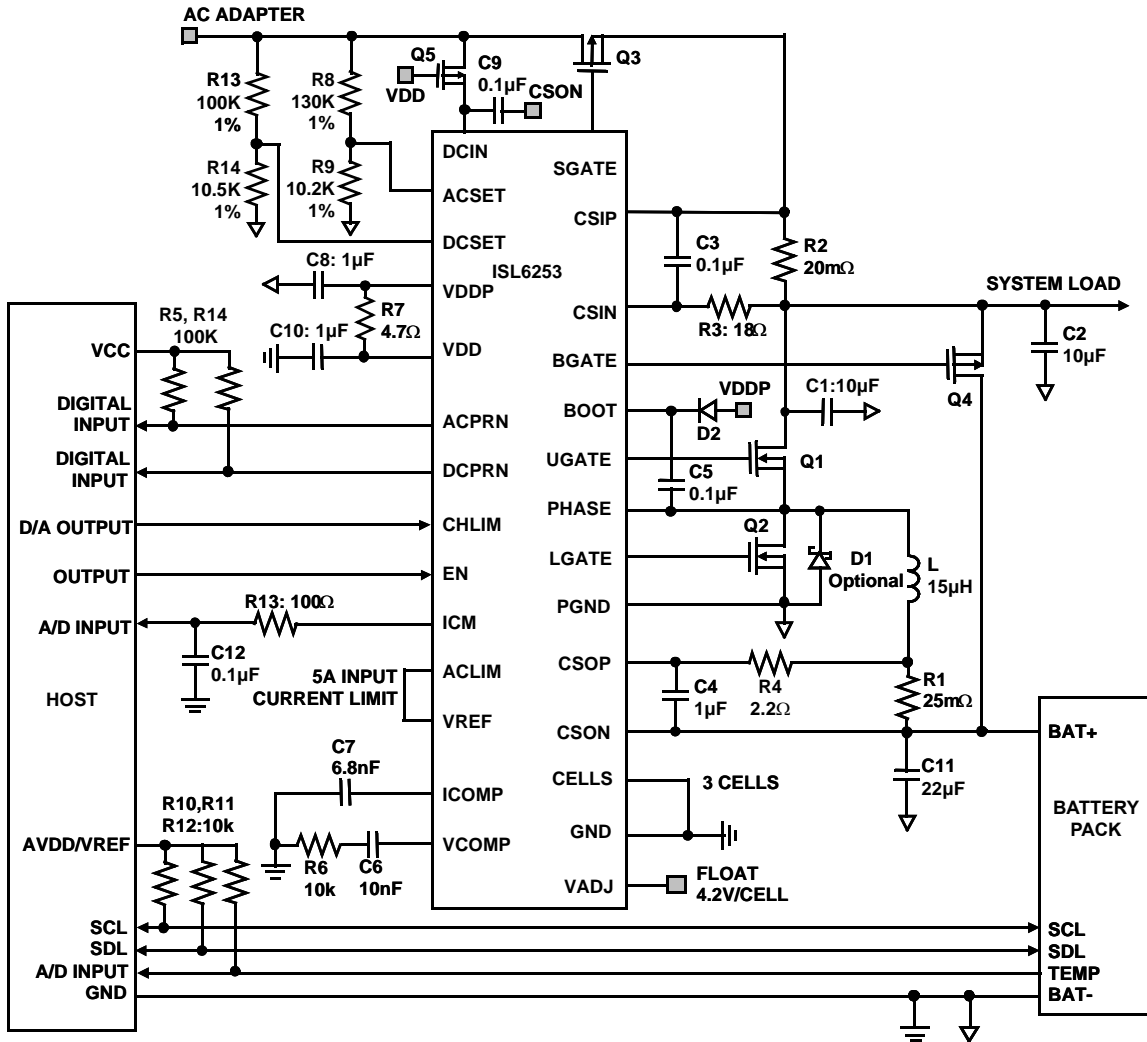 AC ADAPTER
R13
100K
1%
R8
130K
1%
Q5
VDD
C9
0.1µF
CSON
Q3
R14
10.5K
1%
R9
10.2K
1%
DCIN
ACSET
DCSET
VDDP
VDD
ACPRN
DCPRN
CHLIM
EN
ICM
ACLIM
VREF
ICOMP
VCOMP
ISL6253
SGATE
CSIP
CSIN
BGATE
BOOT
UGATE
PHASE
LGATE
PGND
CSOP
CSON
CELLS
GND
VADJ
C8: 1µF
R7
4.7Ω
C10: 1µF
C3
0.1µF
R2
20mΩ
R3: 18Ω
SYSTEM LOAD
C2
10µF
Q4
VDDP
D2
C1:10µF
C5
0.1µF
Q1
Q2
D1
Optional
L
15µH
C4
1µF
R4
2.2Ω
R1
25mΩ
C11
22µF
3 CELLS
FLOAT
4.2V/CELL
R5, R14
100K
VCC
DIGITAL
INPUT
DIGITAL
INPUT
D/A OUTPUT
OUTPUT
A/D INPUT
R13: 100Ω
C12
0.1µF
HOST
5A INPUT
CURRENT LIMIT
C7
6.8nF
R6
10k
C6
10nF
R10,R11
R12:10k
AVDD/VREF
SCL
SDL
A/D INPUT
GND
BAT+
BATTERY
PACK
SCL
SDL
TEMP
BAT-